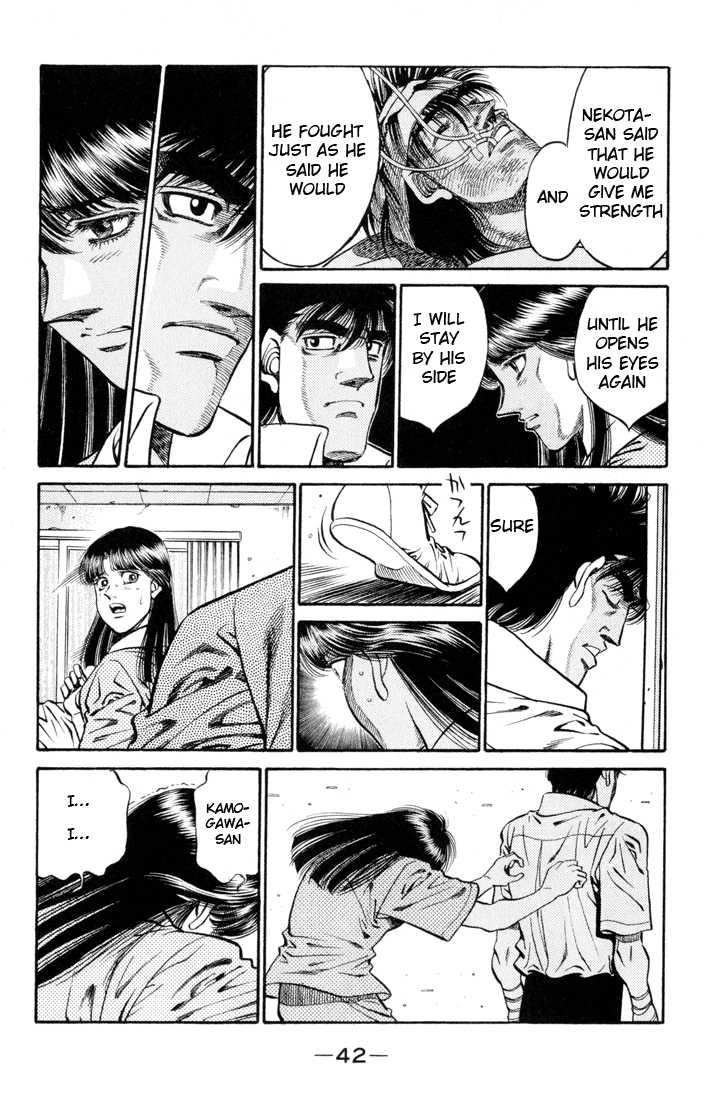 NEKOTA-
SAN SAID
THAT HE
WOULD
GIVE ME
STRENGTH
AND
HE FOUGHT
JUST AS HE
SAID HE
WOULD
UNTIL HE
OPENS
HIS EYES
AGAIN
I WILL
STAY
BY HIS
SIDE
SURE
KAMO-
GAWA-
SAN
I...
I...
—42—